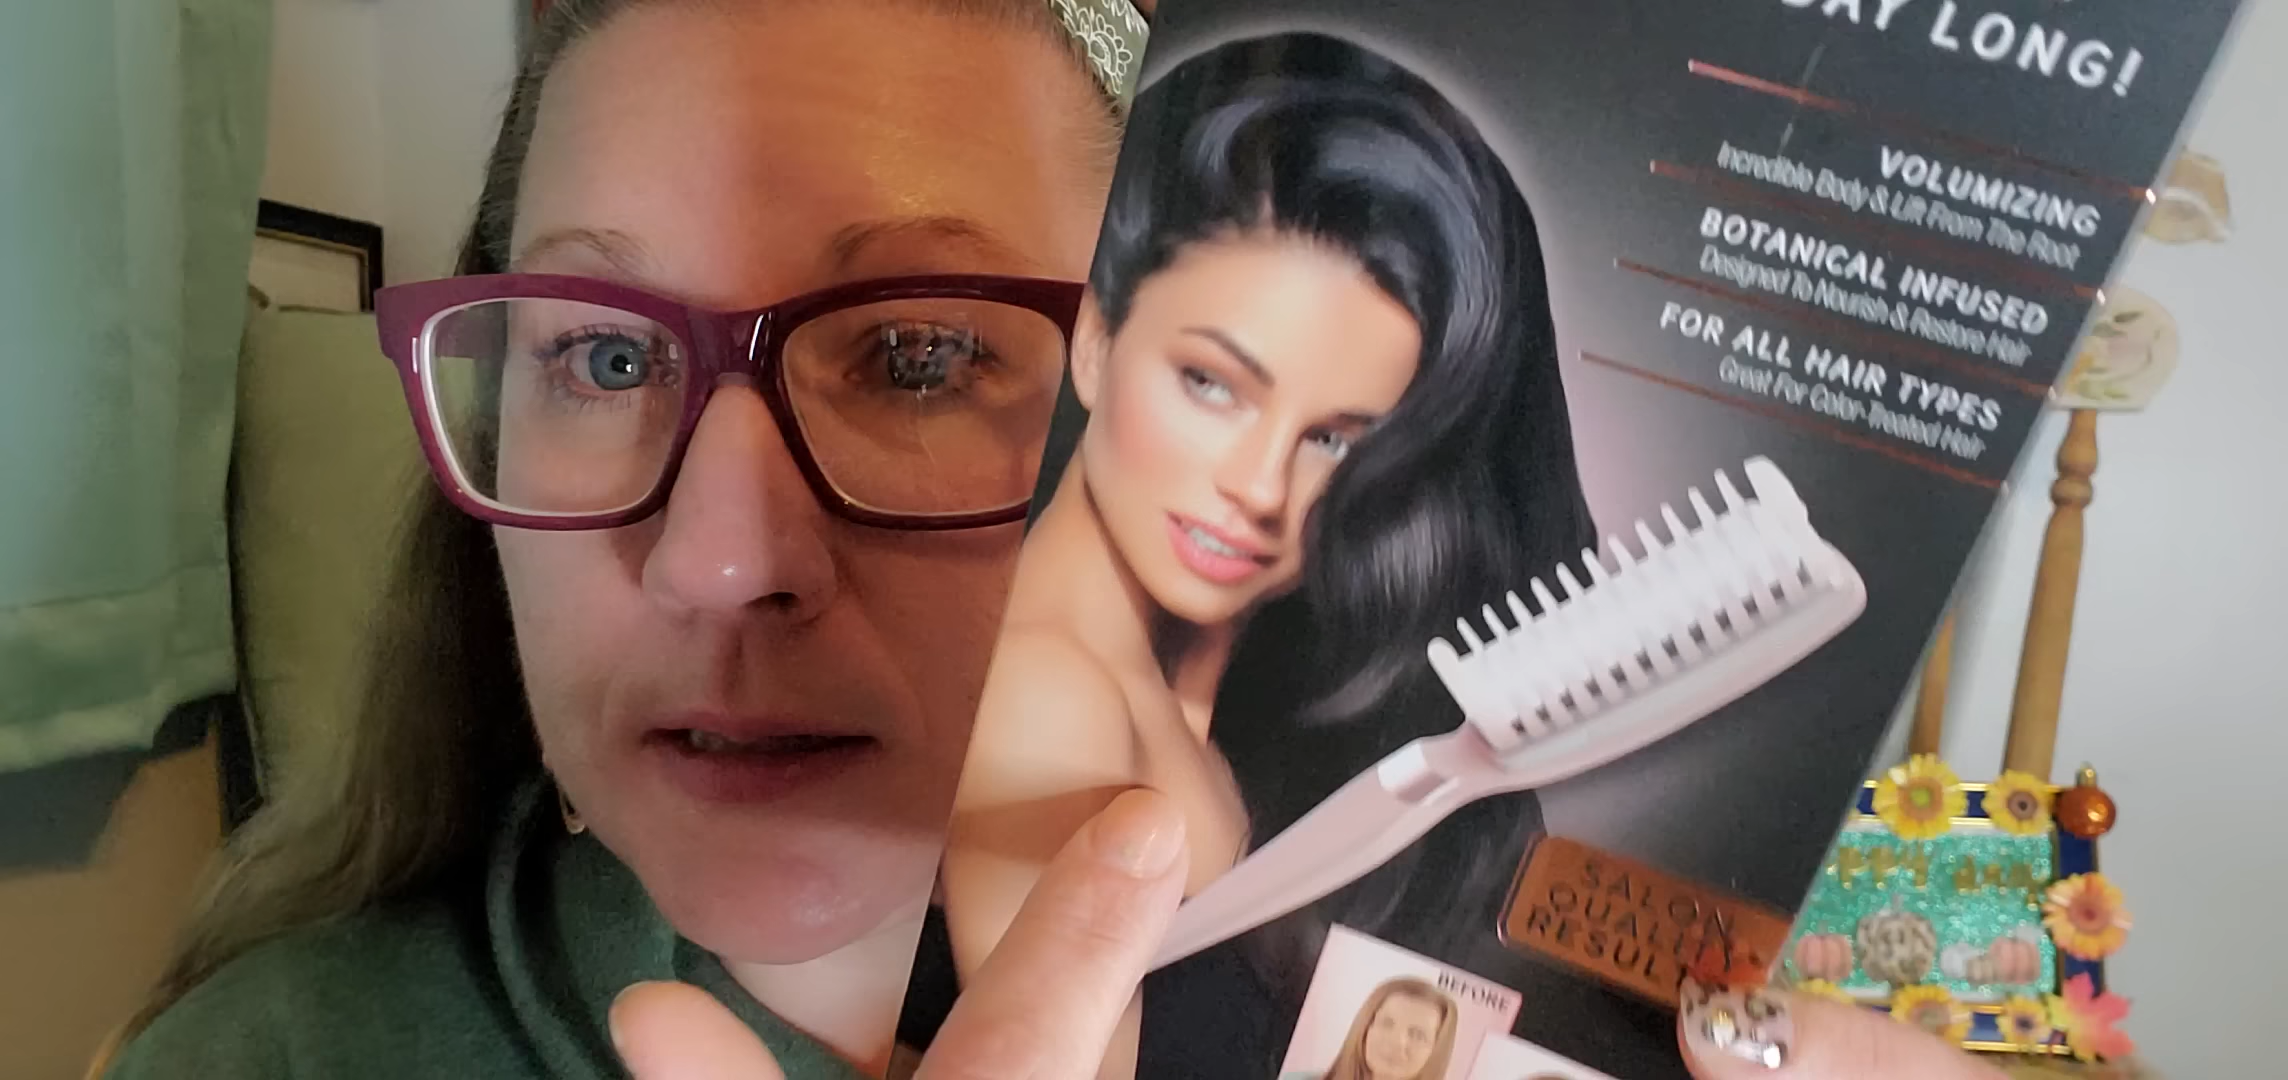 DAY LONG!
VOLUMIZING
Incredible Body & Lift From The Root
BOTANICAL INFUSED
Designed To Nourish & Restore Hair
FOR ALL HAIR TYPES
Great For Color-Treated Hair
SALON
QUALITY
RESULT
BEFORE